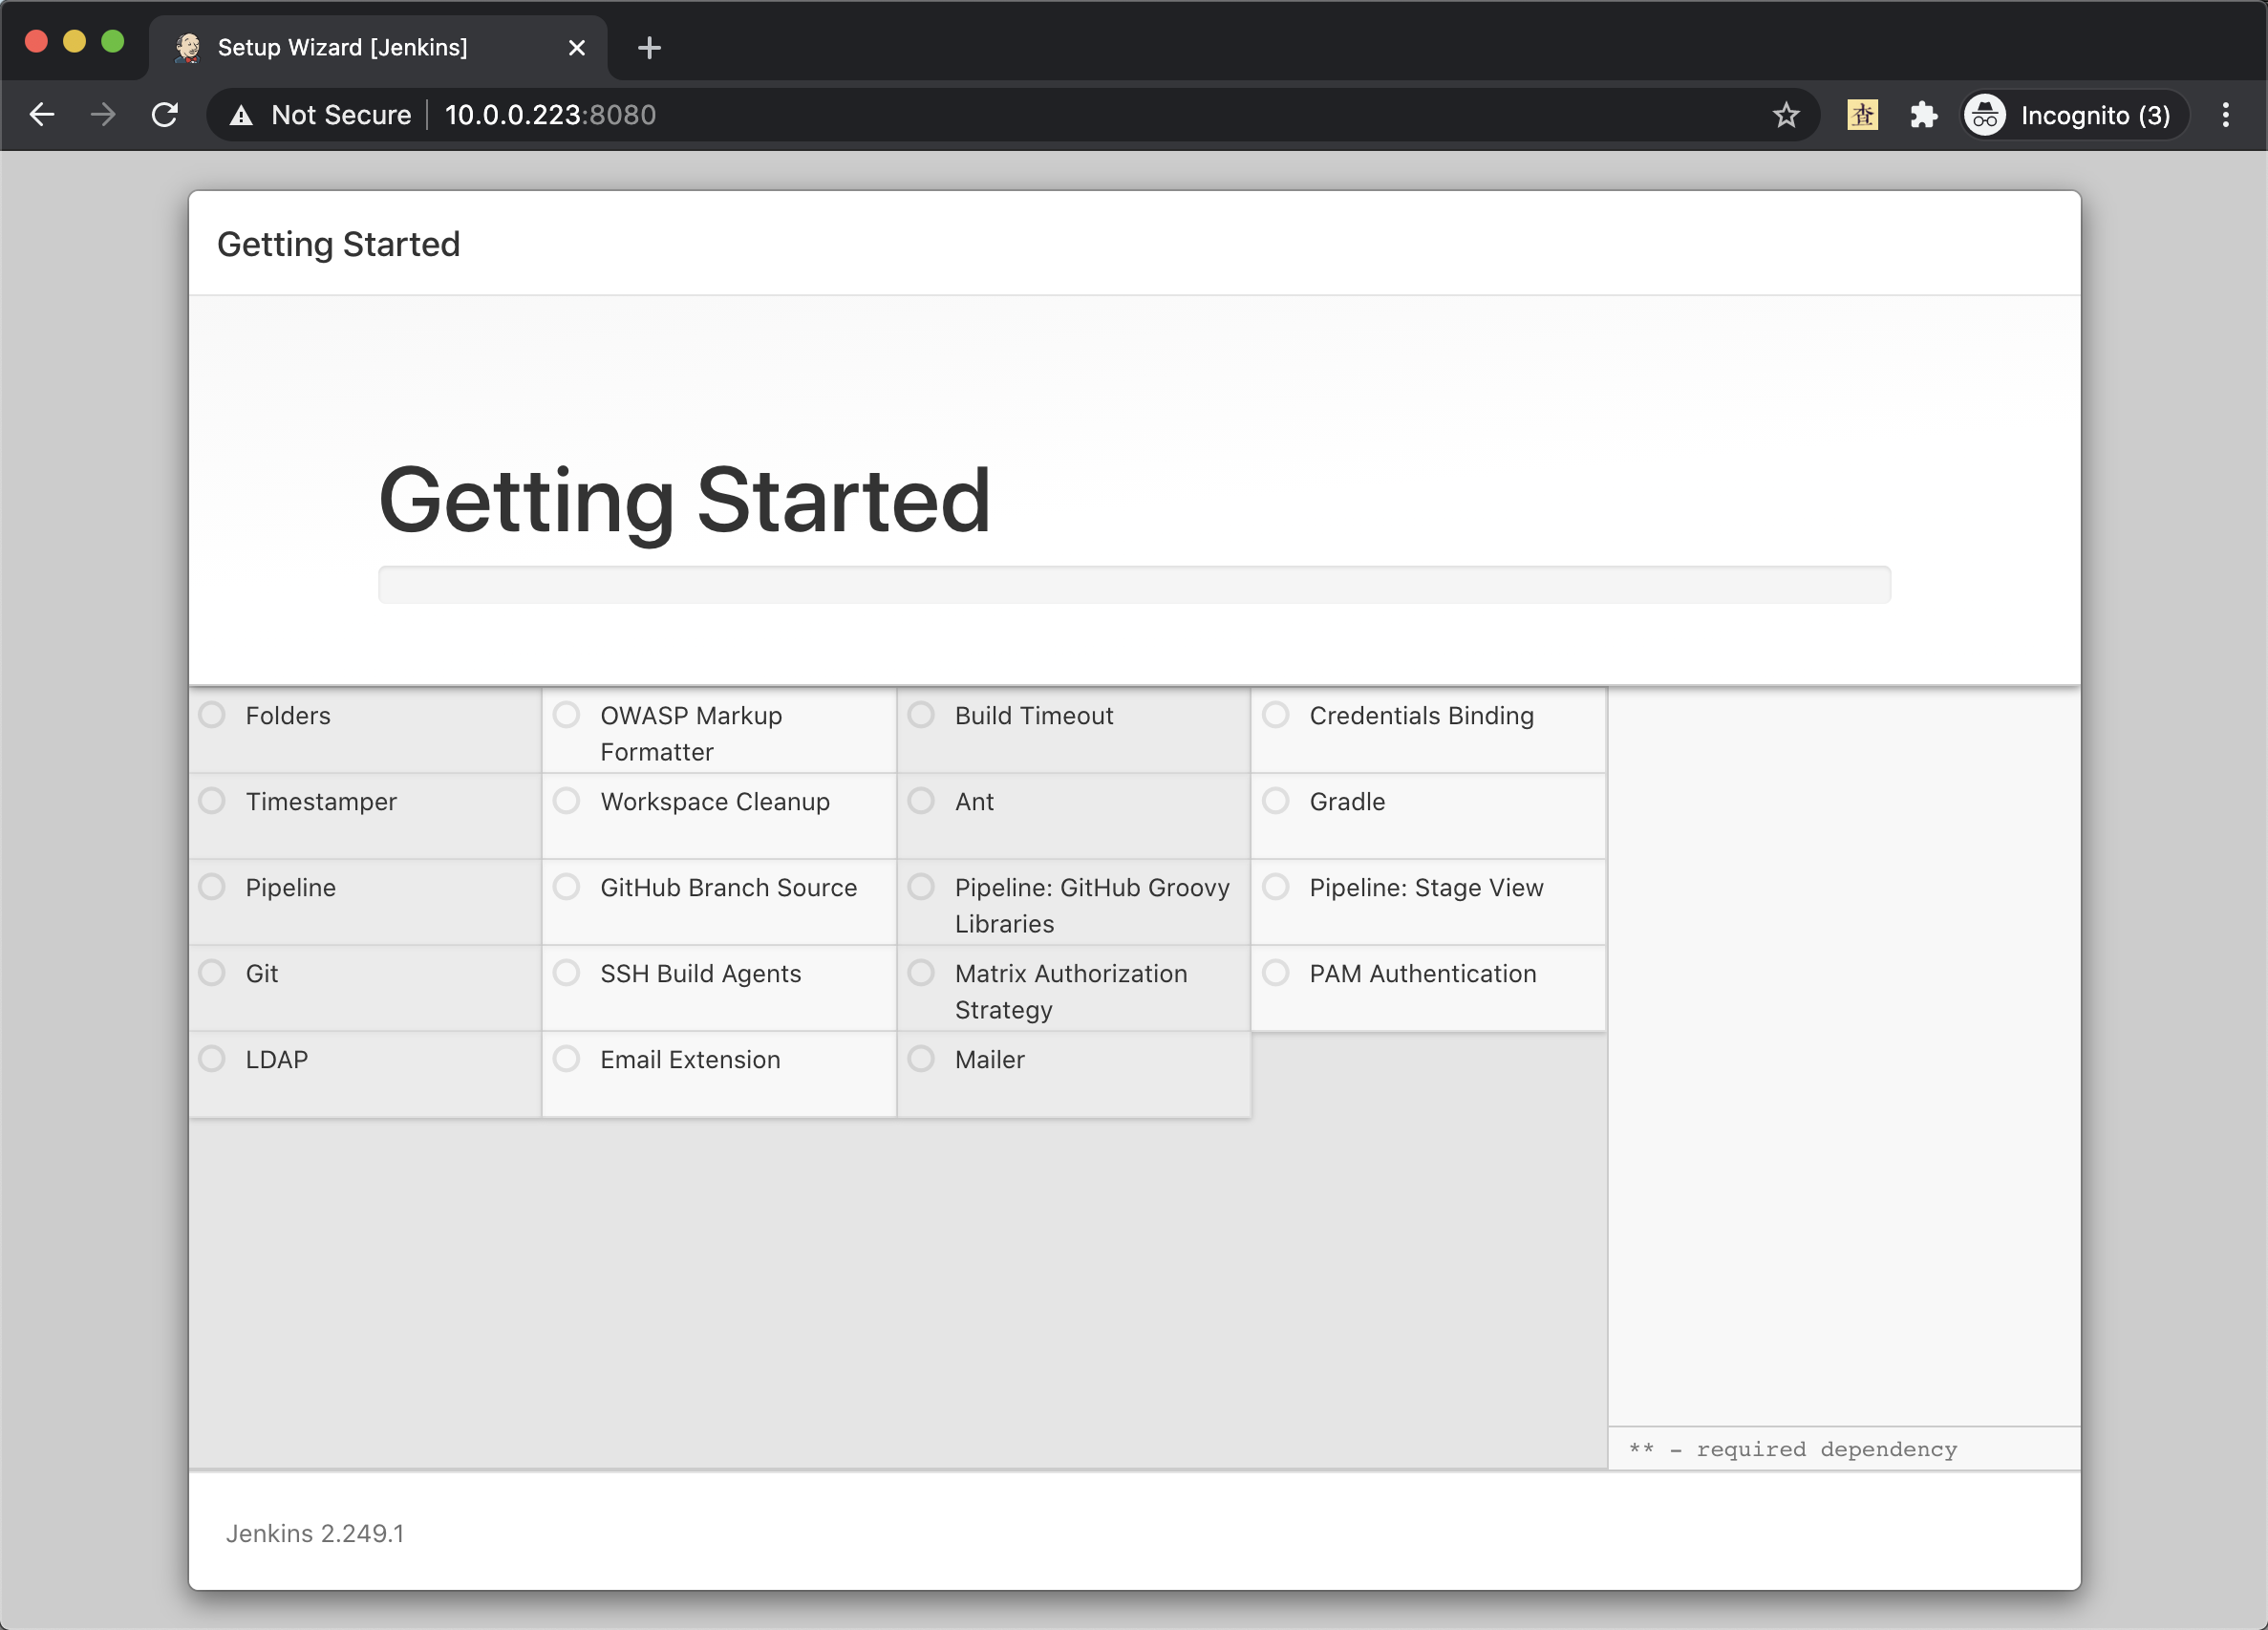 Setup Wizard [Jenkins]
Not Secure
10.0.0.223:8080
査
Incognito (3)
Getting Started
Getting Started
Folders
OWASP Markup
Formatter
Build Timeout
Credentials Binding
Timestamper
Workspace Cleanup
Ant
Gradle
Pipeline
GitHub Branch Source
Pipeline: GitHub Groovy
Libraries
Pipeline: Stage View
Git
SSH Build Agents
Matrix Authorization
Strategy
PAM Authentication
LDAP
Email Extension
Mailer
** - required dependency
Jenkins 2.249.1